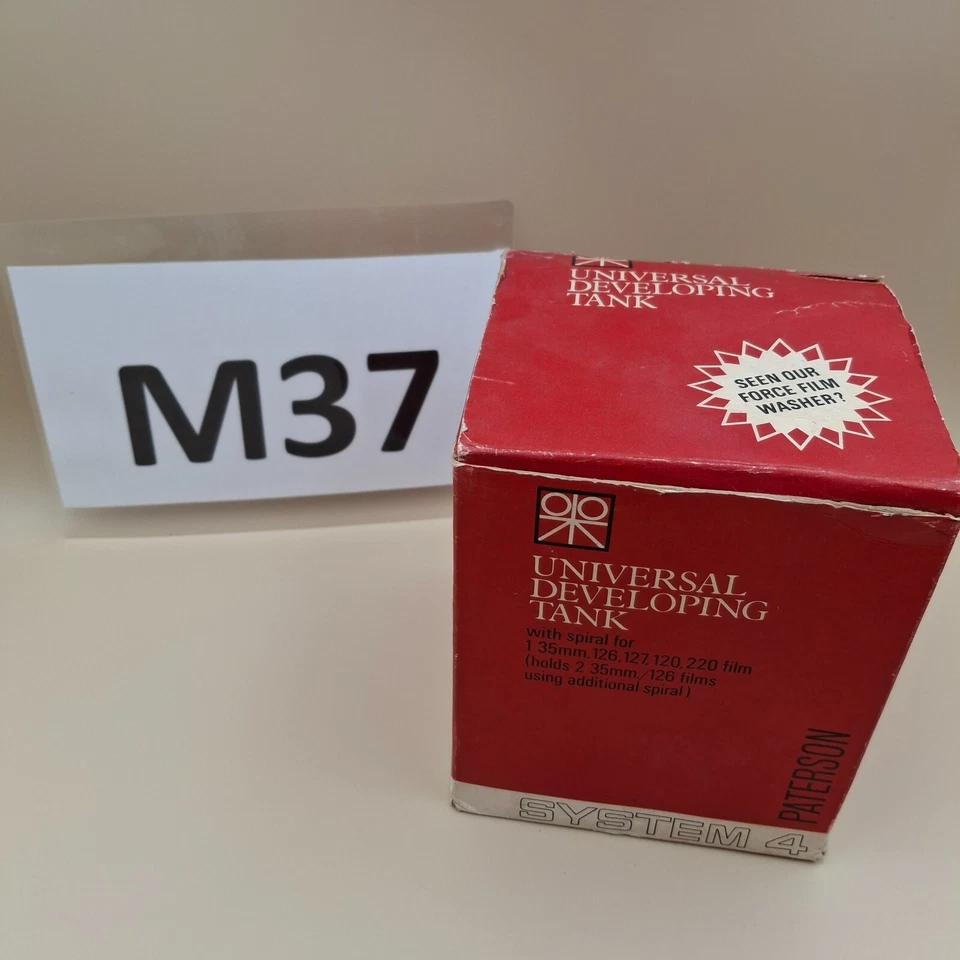 M37
UNIVERSAL
DEVELOPING
TANK
SEEN OUR
FORCE FILM
WASHER?
UNIVERSAL
DEVELOPING
TANK
with spiral for
1 35mm, 126, 127, 120, 220 film
(holds 2 35mm./126 films
using additional spiral)
PATERSON
SYSTEM 4